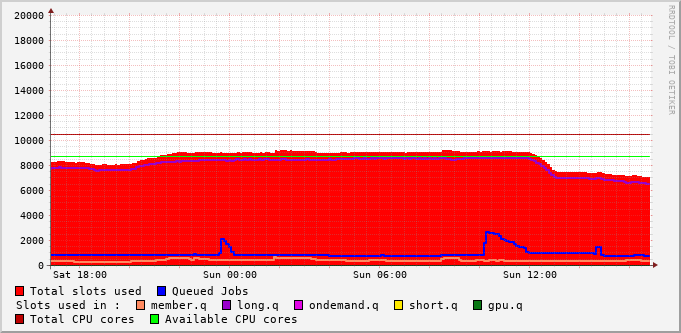 20000
18000
16000
14000
12000
10000
8000
6000
4000
2000
0
Sat 18:00 Sun 00:00 Sun 06:00 Sun 12:00
RRDTOOL / TOBI OETIKER
Total slots used Queued Jobs
Slots used in : member.q long.q ondemand.q short.q gpu.q
Total CPU cores Available CPU cores